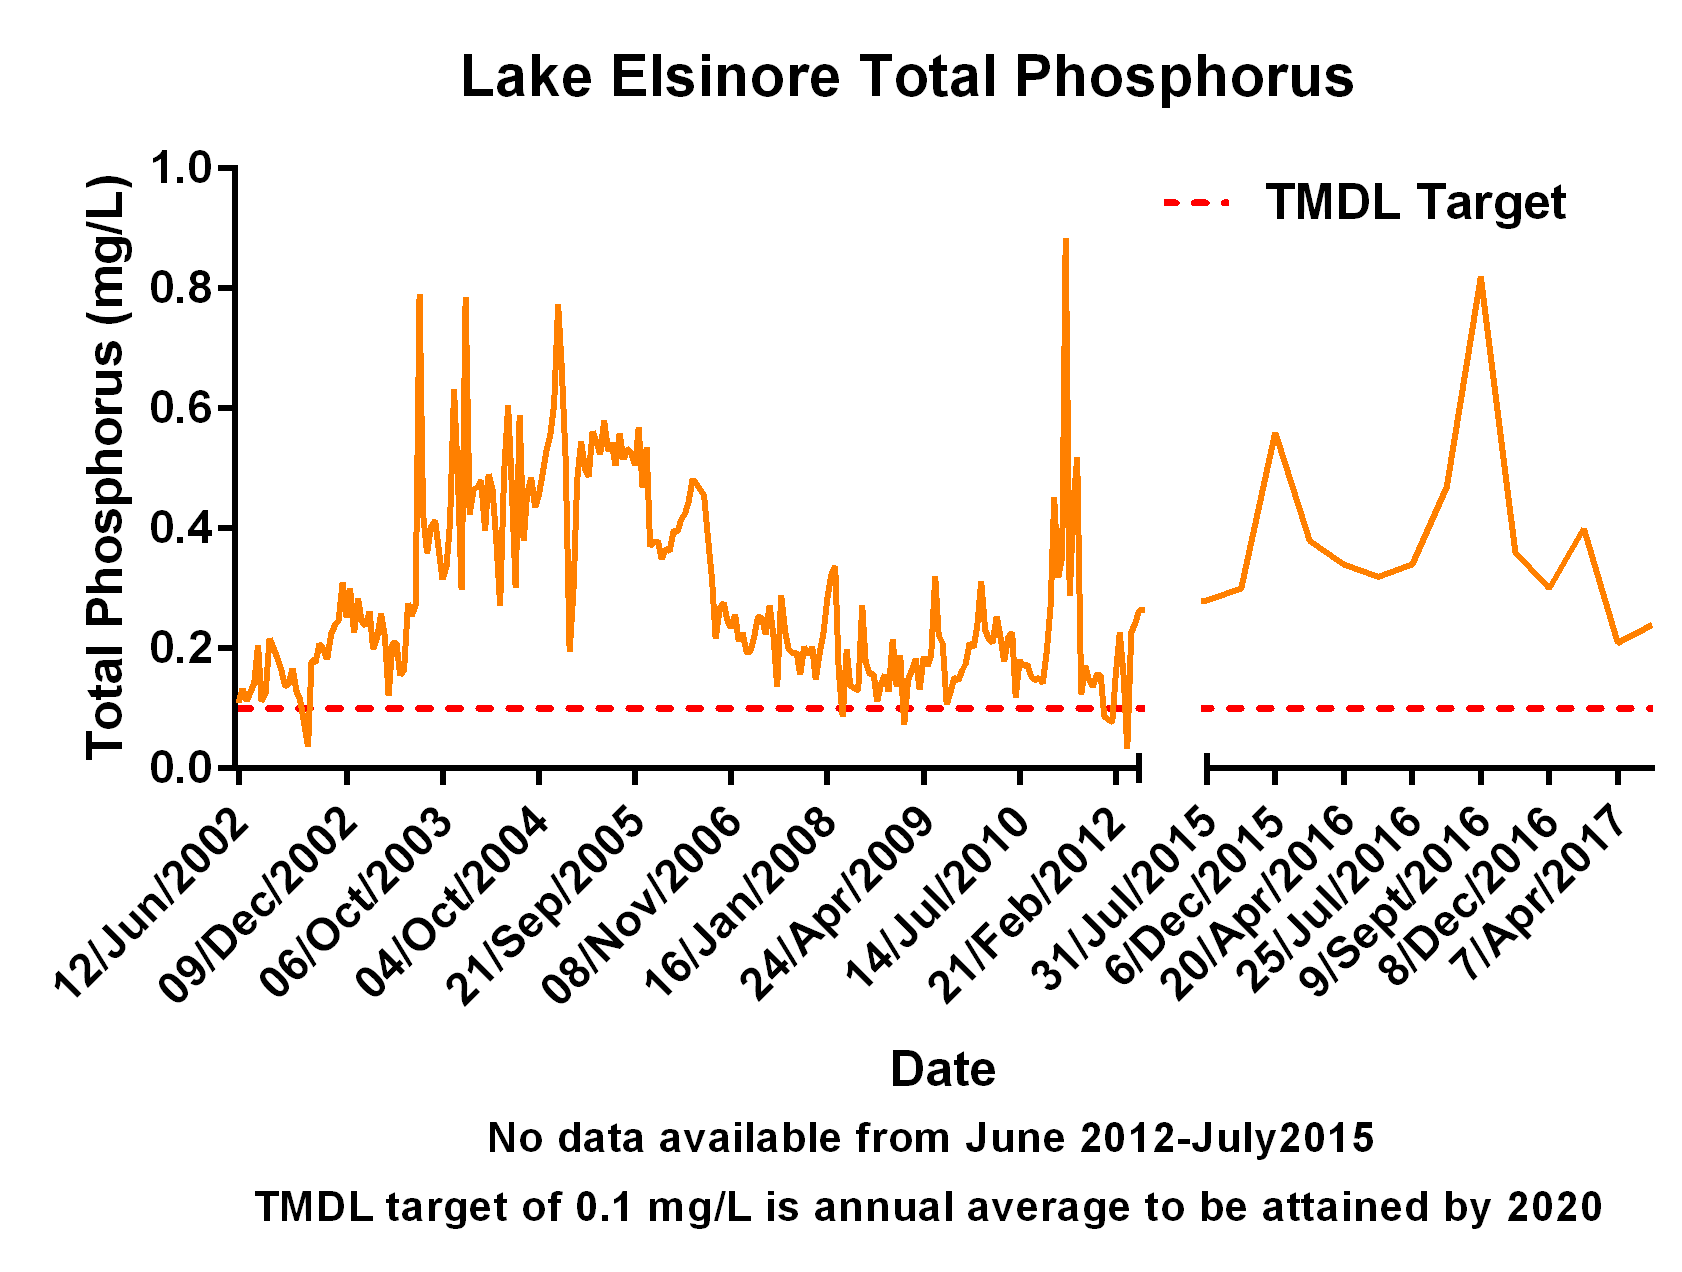 Lake Elsinore Total Phosphorus
Total Phosphorus (mg/L)
1.0
0.8
0.6
0.4
0.2
0.0
TMDL Target
12/Jun/2002
09/Dec/2002
06/Oct/2003
04/Oct/2004
21/Sep/2005
08/Nov/2006
16/Jan/2008
24/Apr/2009
14/Jul/2010
21/Feb/2012
31/Jul/2015
6/Dec/2015
20/Apr/2016
25/Jul/2016
9/Sept/2016
8/Dec/2016
7/Apr/2017
Date
No data available from June 2012-July2015
TMDL target of 0.1 mg/L is annual average to be attained by 2020